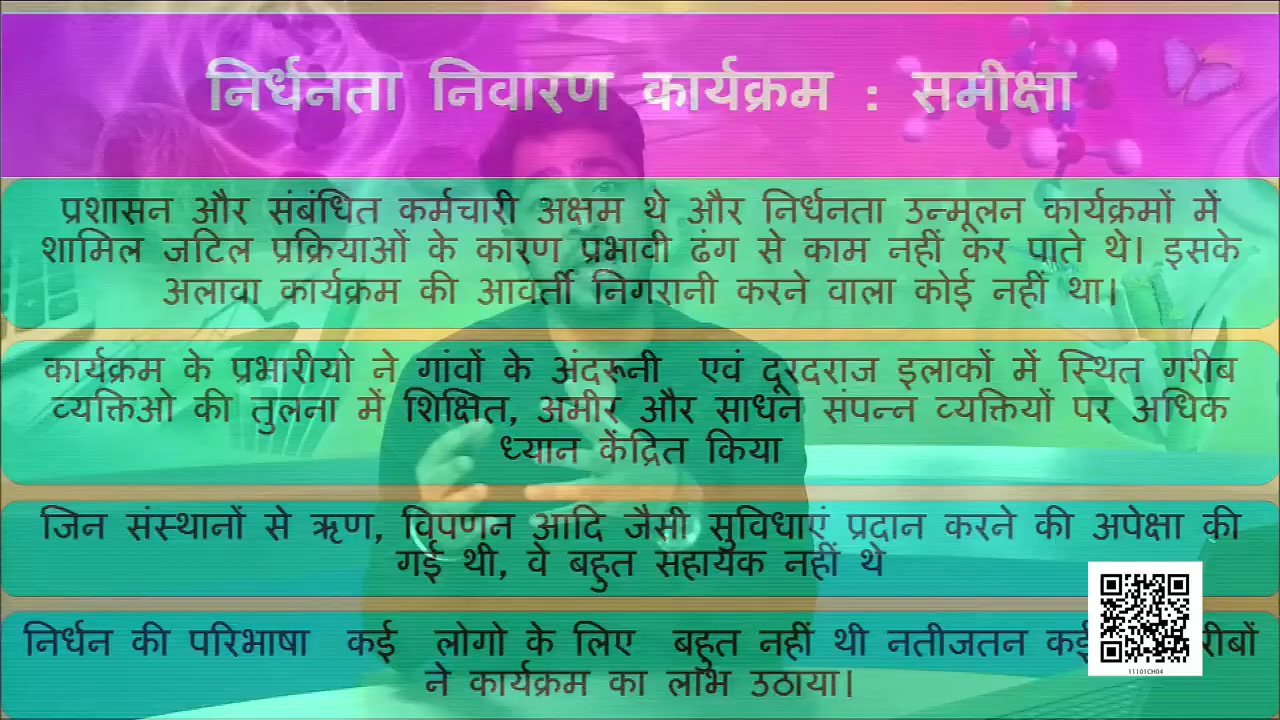 निर्धनता निवारण कार्यक्रम : समीक्षा
प्रशासन और संबंधित कर्मचारी अक्षम थे और निर्धनता उन्मूलन कार्यक्रमों में
शामिल जटिल प्रक्रियाओं के कारण प्रभावी ढंग से काम नहीं कर पाते थे। इसके
अलावा कार्यक्रम की आवर्ती निगरानी करने वाला कोई नहीं था।
कार्यक्रम के प्रभारीयो ने गांवों के अंदरूनी एवं दूरदराज इलाकों में स्थित गरीब
व्यक्तिओ की तुलना में शिक्षित, अमीर और साधन संपन्न व्यक्तियों पर अधिक
ध्यान केंद्रित किया
जिन संस्थानों से ऋण, विपणन आदि जैसी सुविधाएं प्रदान करने की अपेक्षा की
गई थी, वे बहुत सहायक नहीं थे
निर्धन की परिभाषा कई लोगो के लिए बहुत नहीं थी नतीजतन कई
ने कार्यक्रम का लाभ उठाया।
11101CH04